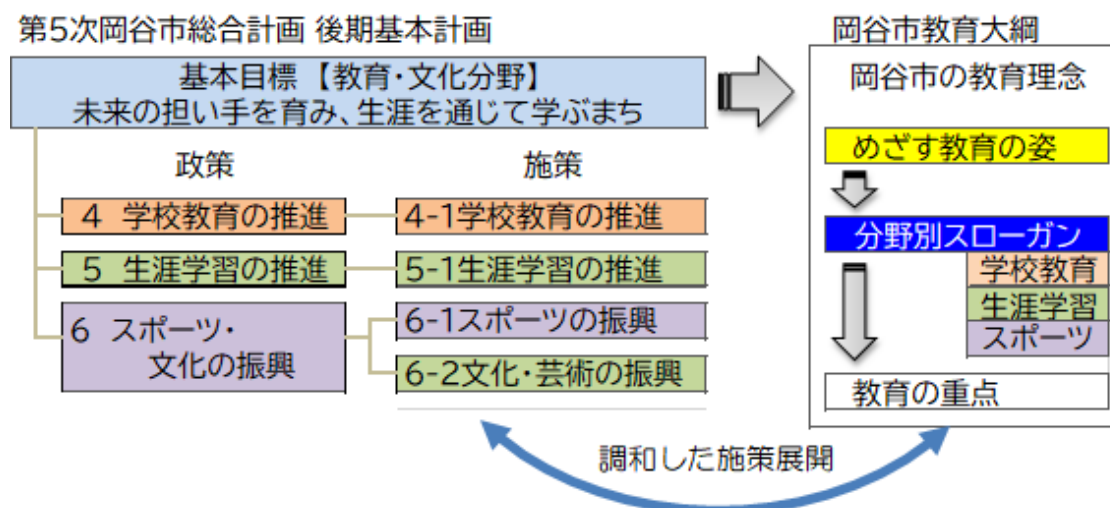 第5次岡谷市総合計画 後期基本計画
基本目標【教育・文化分野】
未来の担い手を育み、生涯を通じて学ぶまち
政策
施策
4 学校教育の推進
4-1学校教育の推進
5 生涯学習の推進
5-1生涯学習の推進
6 スポーツ・
文化の振興
6-1スポーツの振興
6-2文化・芸術の振興
岡谷市教育大綱
岡谷市の教育理念
めざす教育の姿
分野別スローガン
学校教育
生涯学習
スポーツ
教育の重点
調和した施策展開